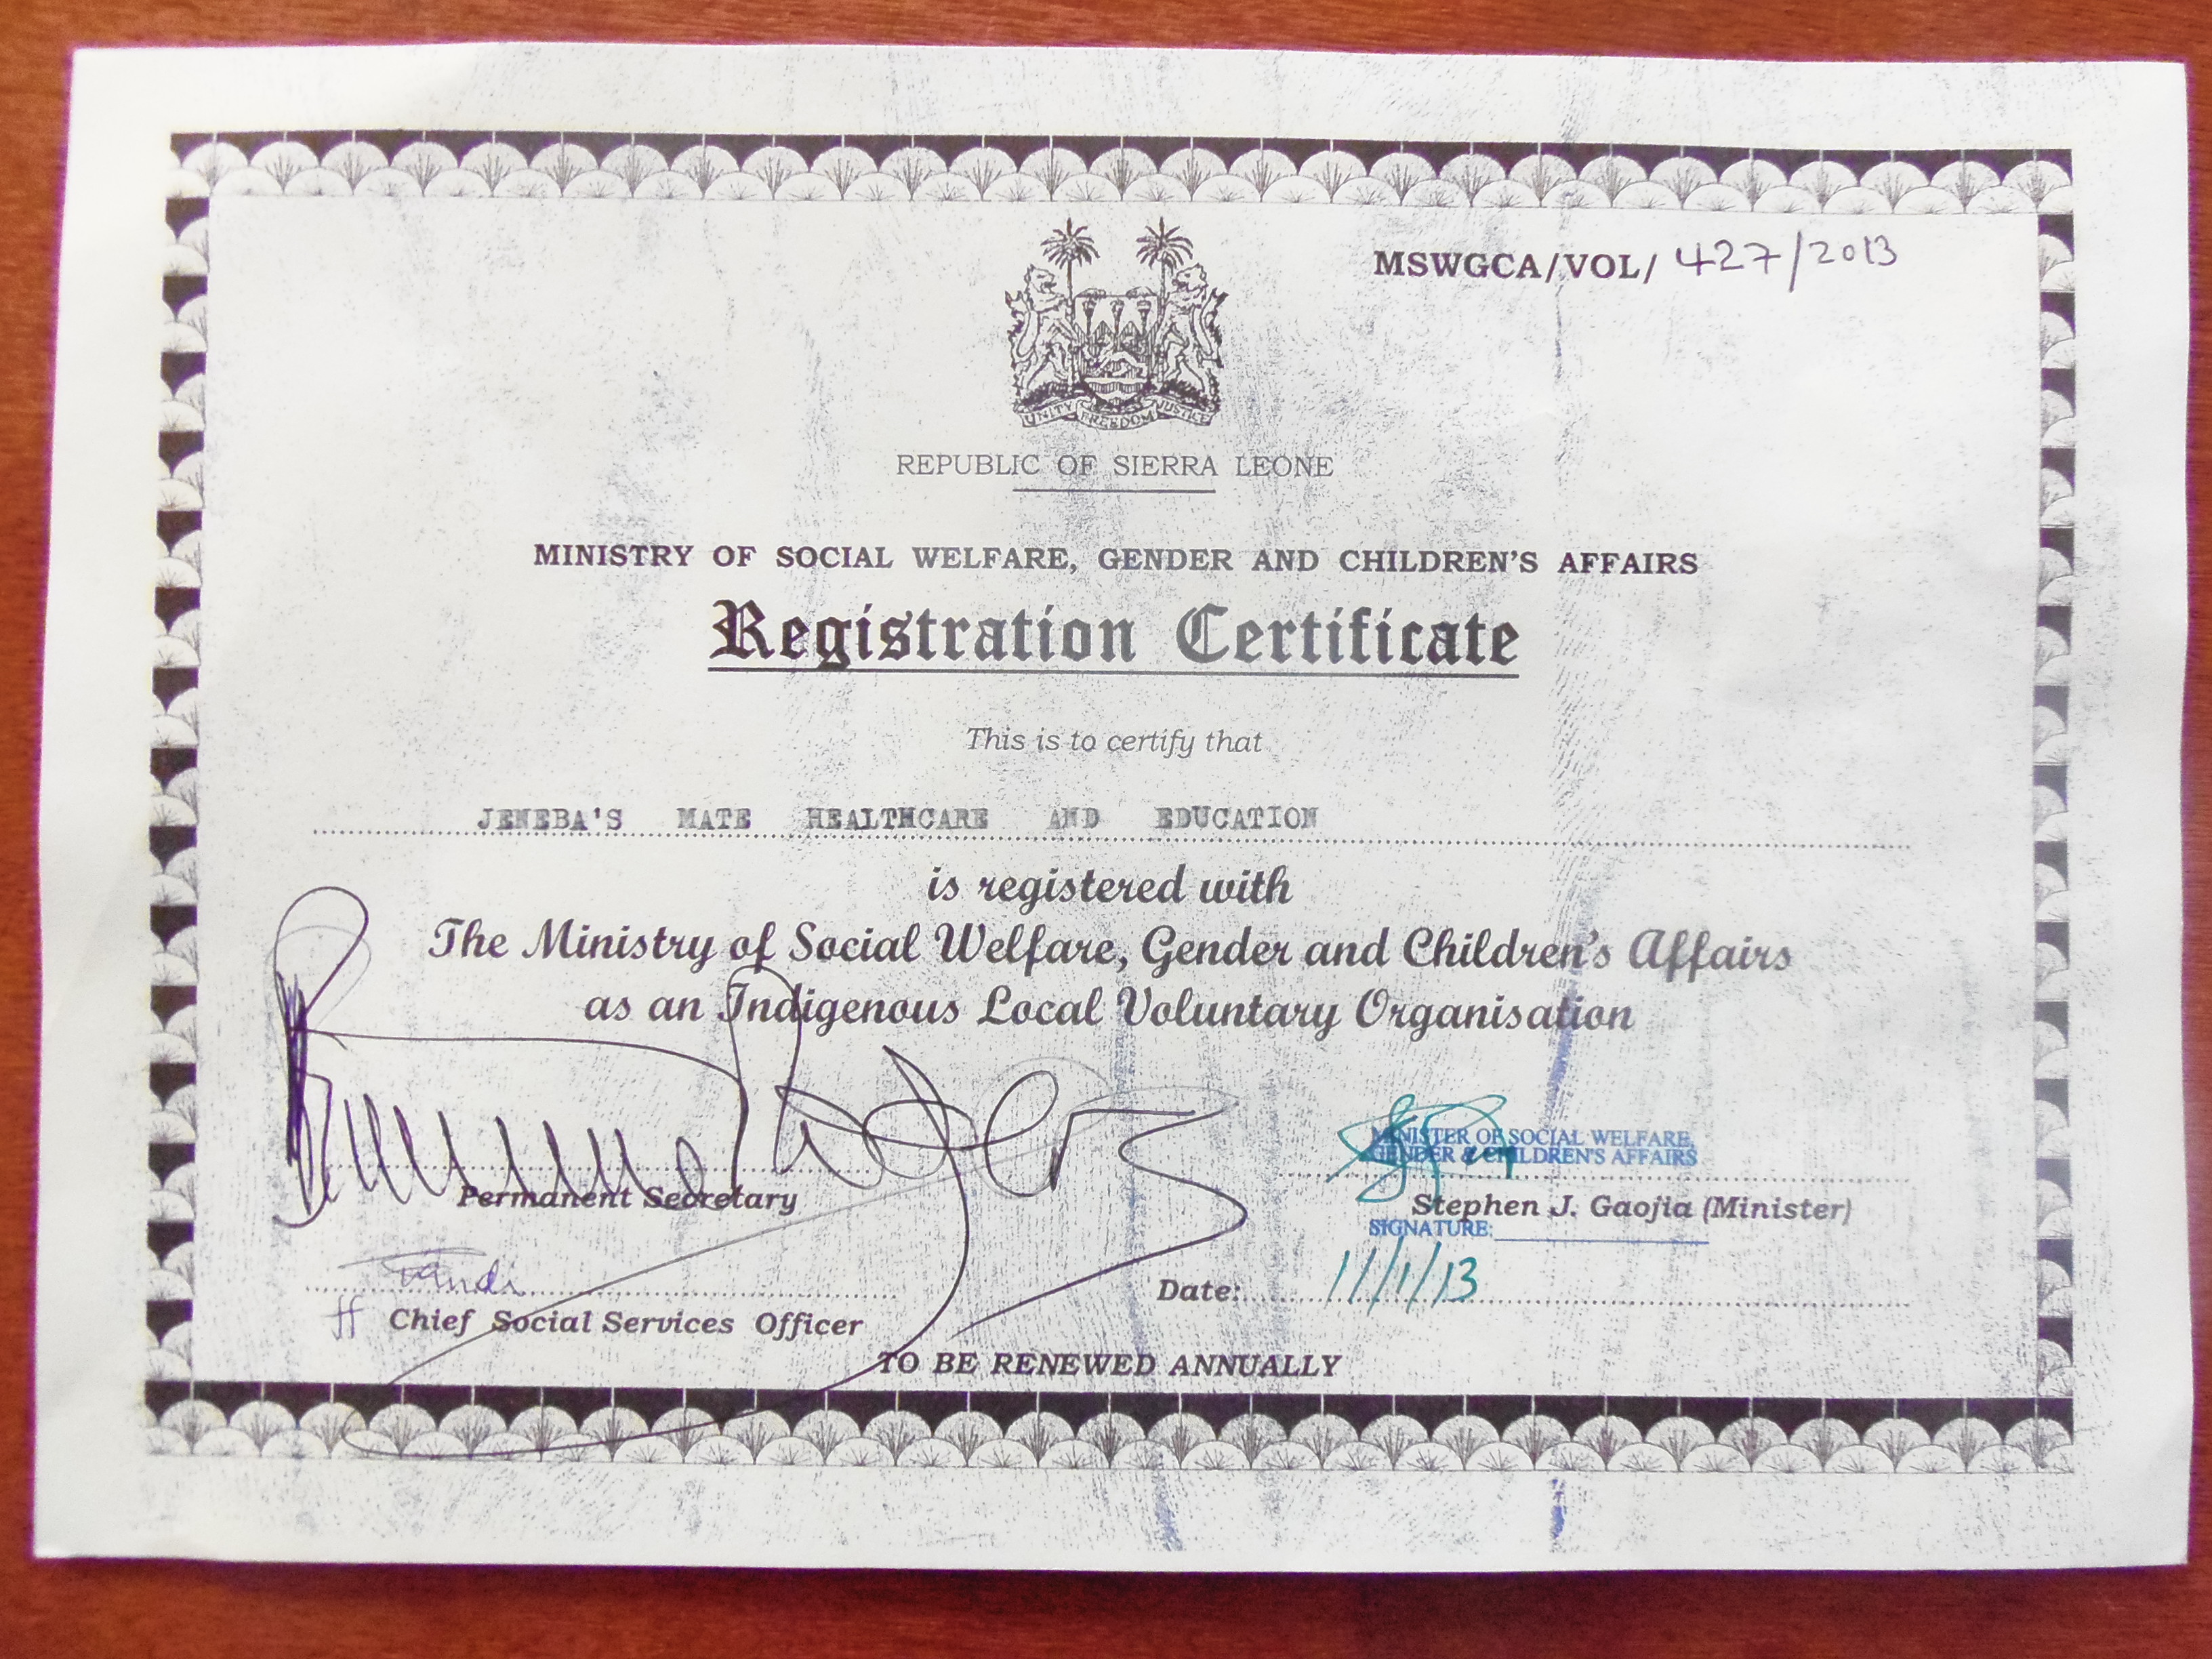 MSWGCA/VOL/ 427/2013
UNITY FREEDOM JUSTICE
REPUBLIC OF SIERRA LEONE
MINISTRY OF SOCIAL WELFARE, GENDER AND CHILDREN'S AFFAIRS
Registration Certificate
This is to certify that
JENEBA'S MATE HEALTHCARE AND EDUCATION
is registered with
The Ministry of Social Welfare, Gender and Children's Affairs
as an Indigenous Local Voluntary Organisation
MINISTER OF SOCIAL WELFARE,
GENDER & CHILDREN'S AFFAIRS
Permanent Secretary
Stephen J. Gaojia (Minister)
SIGNATURE:
Chief Social Services Officer
Date: 11/1/13
TO BE RENEWED ANNUALLY